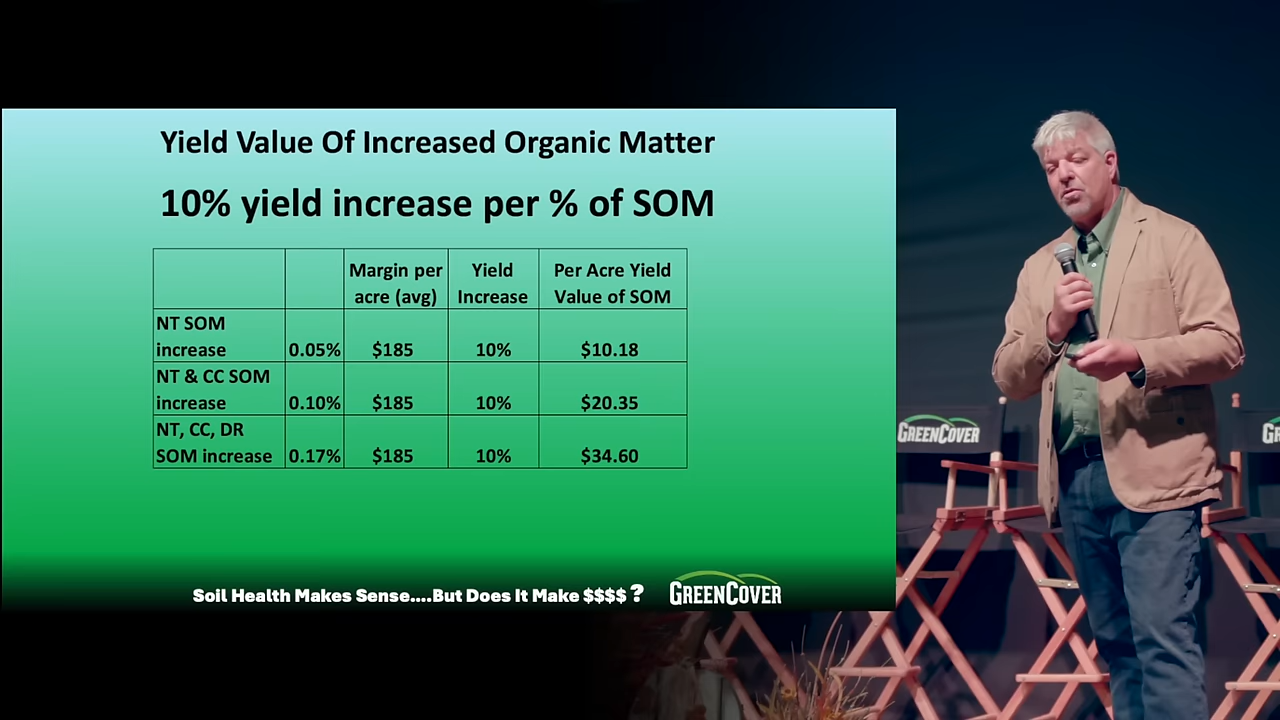 Yield Value Of Increased Organic Matter
10% yield increase per % of SOM
Margin per acre (avg) Yield Increase Per Acre Yield Value of SOM
NT SOM increase 0.05% $185 10% $10.18
NT & CC SOM increase 0.10% $185 10% $20.35
NT, CC, DR SOM increase 0.17% $185 10% $34.60
Soil Health Makes Sense....But Does It Make $$$$ ? GREENCOVER
GREENCOVER